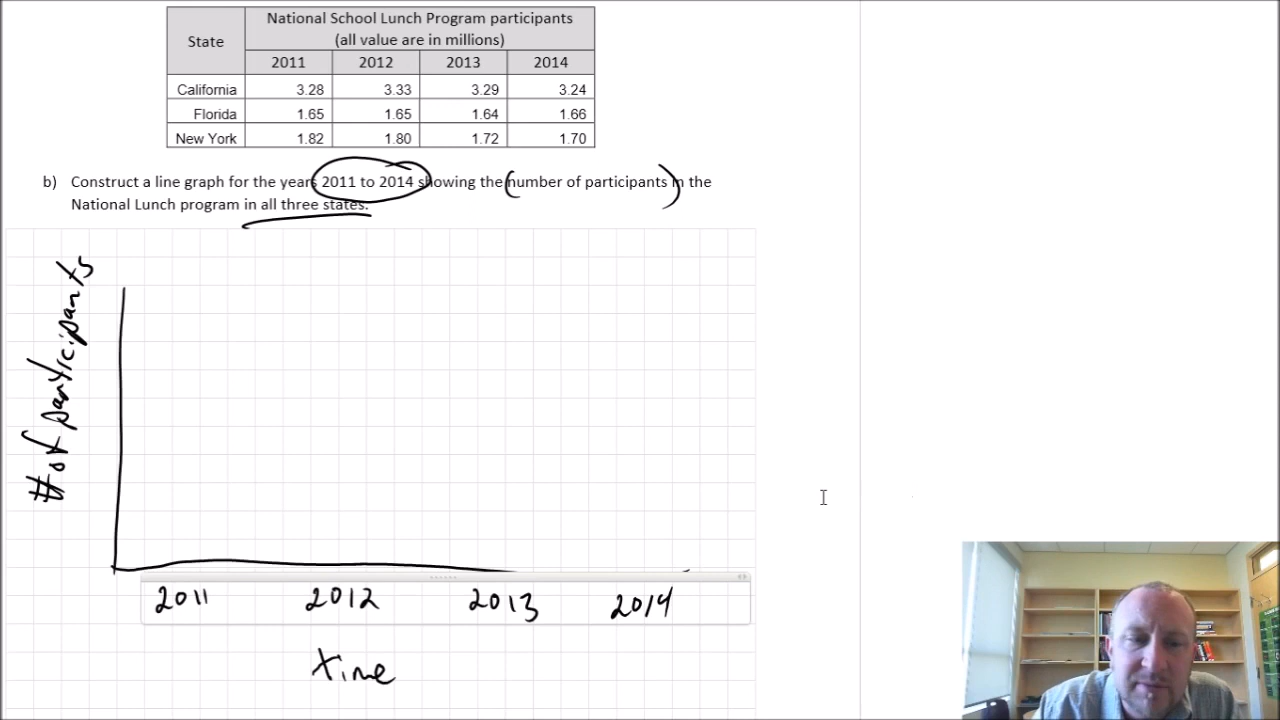 State
National School Lunch Program participants
(all value are in millions)
2011 2012 2013 2014
California 3.28 3.33 3.29 3.24
Florida 1.65 1.65 1.64 1.66
New York 1.82 1.80 1.72 1.70
b) Construct a line graph for the years 2011 to 2014 showing the (number of participants) in the
National Lunch program in all three states.
# of participants
2011 2012 2013 2014
time